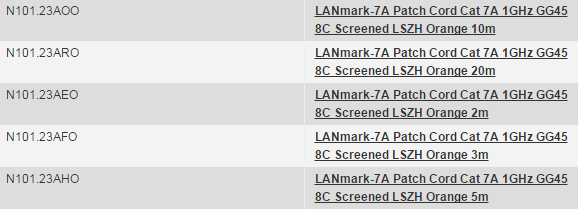 N101.23AOO
LANmark-7A Patch Cord Cat 7A 1GHz GG45
8C Screened LSZH Orange 10m
N101.23ARO
LANmark-7A Patch Cord Cat 7A 1GHz GG45
8C Screened LSZH Orange 20m
N101.23AEO
LANmark-7A Patch Cord Cat 7A 1GHz GG45
8C Screened LSZH Orange 2m
N101.23AFO
LANmark-7A Patch Cord Cat 7A 1GHz GG45
8C Screened LSZH Orange 3m
N101.23AHO
LANmark-7A Patch Cord Cat 7A 1GHz GG45
8C Screened LSZH Orange 5m